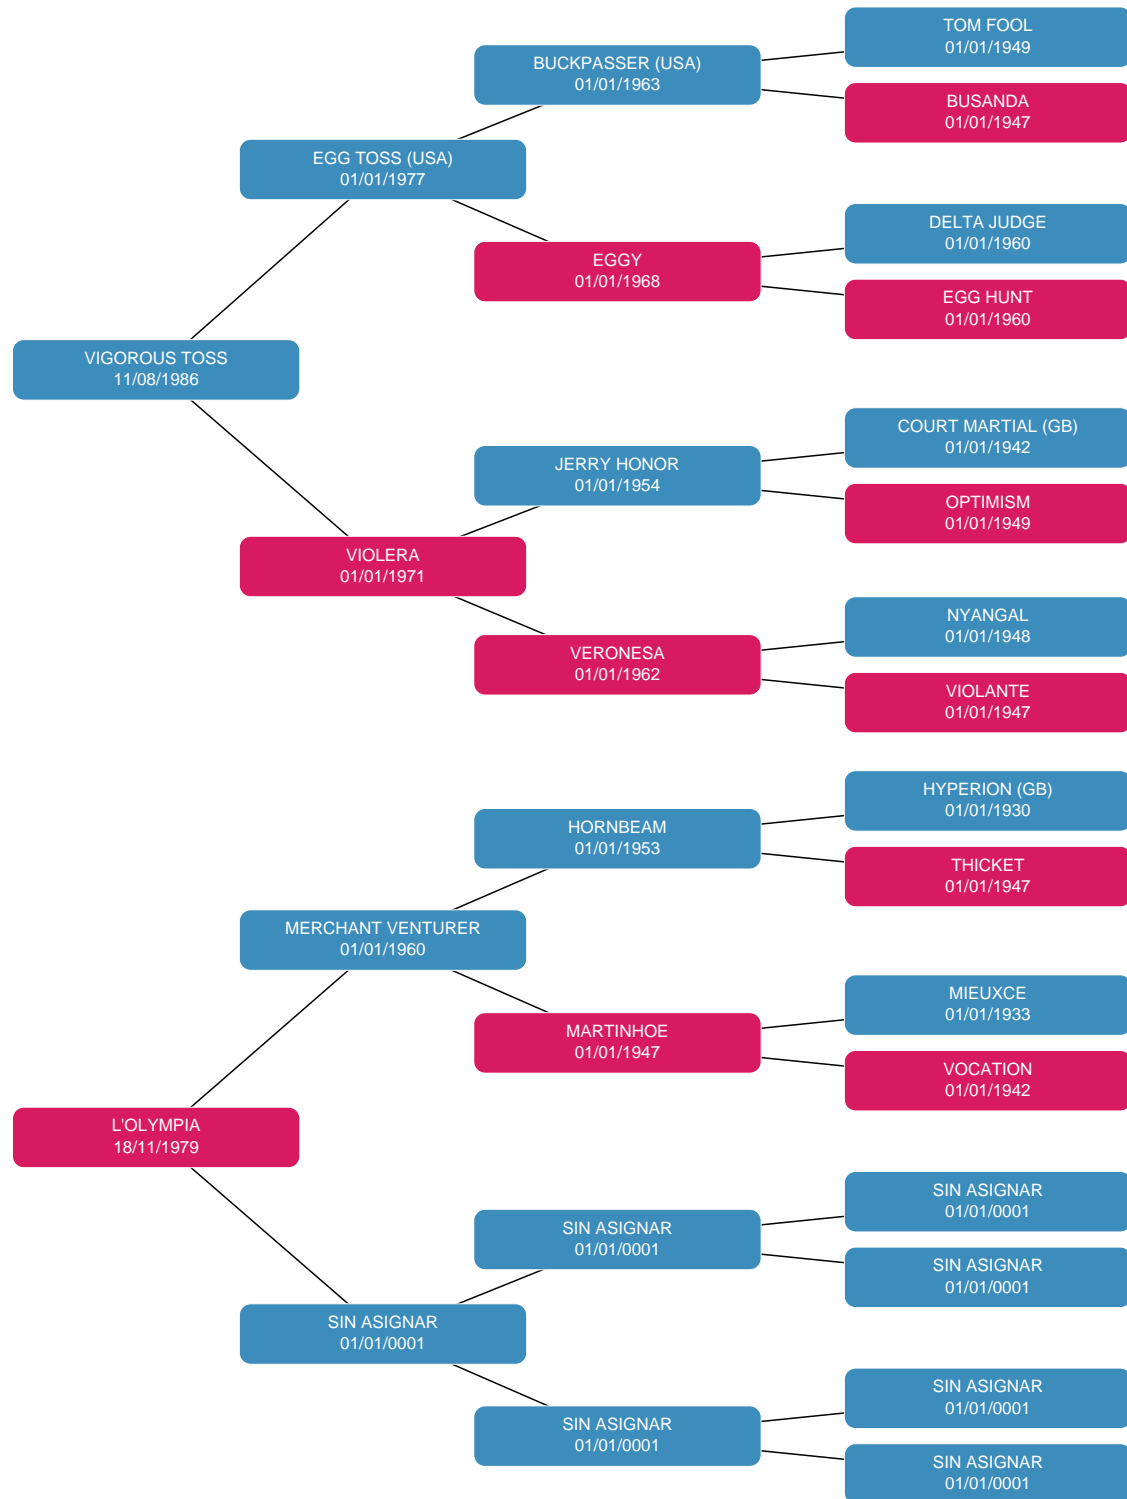 TOM FOOL
01/01/1949
BUCKPASSER (USA)
01/01/1963
BUSANDA
01/01/1947
EGG TOSS (USA)
01/01/1977
DELTA JUDGE
01/01/1960
EGGY
01/01/1968
EGG HUNT
01/01/1960
VIGOROUS TOSS
11/08/1986
COURT MARTIAL (GB)
01/01/1942
JERRY HONOR
01/01/1954
OPTIMISM
01/01/1949
VIOLERA
01/01/1971
NYANGAL
01/01/1948
VERONESA
01/01/1962
VIOLANTE
01/01/1947
HYPERION (GB)
01/01/1930
HORNBEAM
01/01/1953
THICKET
01/01/1947
MERCHANT VENTURER
01/01/1960
MIEUXCE
01/01/1933
MARTINHOE
01/01/1947
VOCATION
01/01/1942
L'OLYMPIA
18/11/1979
SIN ASIGNAR
01/01/0001
SIN ASIGNAR
01/01/0001
SIN ASIGNAR
01/01/0001
SIN ASIGNAR
01/01/0001
SIN ASIGNAR
01/01/0001
SIN ASIGNAR
01/01/0001
SIN ASIGNAR
01/01/0001